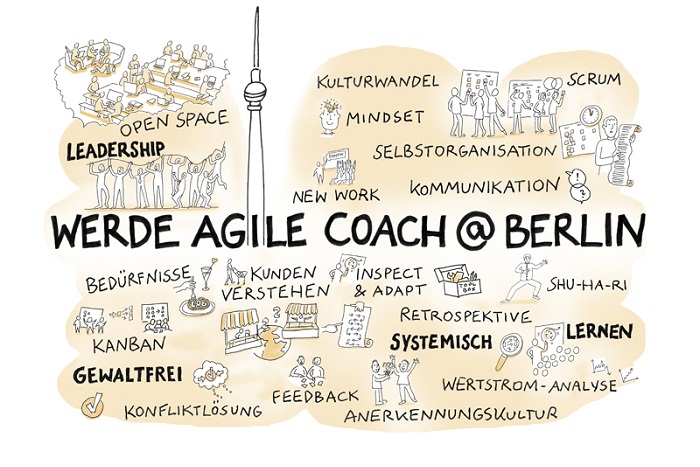 KULTURWANDEL
SCRUM
OPEN SPACE
MINDSET
LEADERSHIP
SELBSTORGANISATION
NEW WORK
KOMMUNIKATION
WERDE AGILE COACH @ BERLIN
BEDÜRFNISSE
KUNDEN
VERSTEHEN
INSPECT
& ADAPT
TOOL
BOX
SHU-HA-RI
KANBAN
RETROSPEKTIVE
SYSTEMISCH
LERNEN
GEWALTFREI
WERTSTROM-ANALYSE
KONFLIKTLÖSUNG
FEEDBACK
ANERKENNUNGSKULTUR